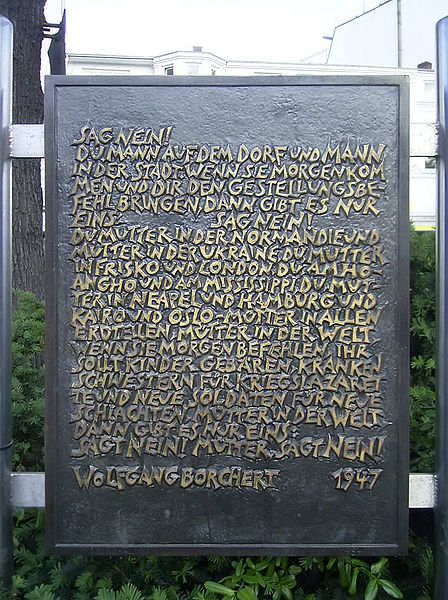 SAG NEIN!
DU MANN AUF DEM DORF UND MANN
IN DER STADT. WENN SIE MORGEN KOM
MEN UND DIR DEN GESTELLUNGSBE
FEHL BRINGEN, DANN GIBT ES NUR
EINS: SAG NEIN!
DU MUTTER IN DER NORMANDIE UND
MUTTER IN DER UKRAINE, DU MUTTER
IN FRISKO UND LONDON DU AM HO
ANGHO UND AM MISSISSIPPI DU MUT-
TER IN NEAPEL UND HAMBURG UND
KAIRO UND OSLO - MÜTTER IN ALLEN
ERDTEILEN, MÜTTER IN DER WELT,
WENN SIE MORGEN BEFEHLEN, IHR
SOLLT KINDER GEBÄREN, KRANKEN
SCHWESTERN FÜR KRIEGSLAZARET
TE UND NEUE SOLDATEN FÜR NEUE
SCHLACHTEN, MÜTTER IN DER WELT,
DANN GIBT ES NUR EINS:
SAGT NEIN! MÜTTER, SAGT NEIN!
WOLFGANG BORCHERT 1947